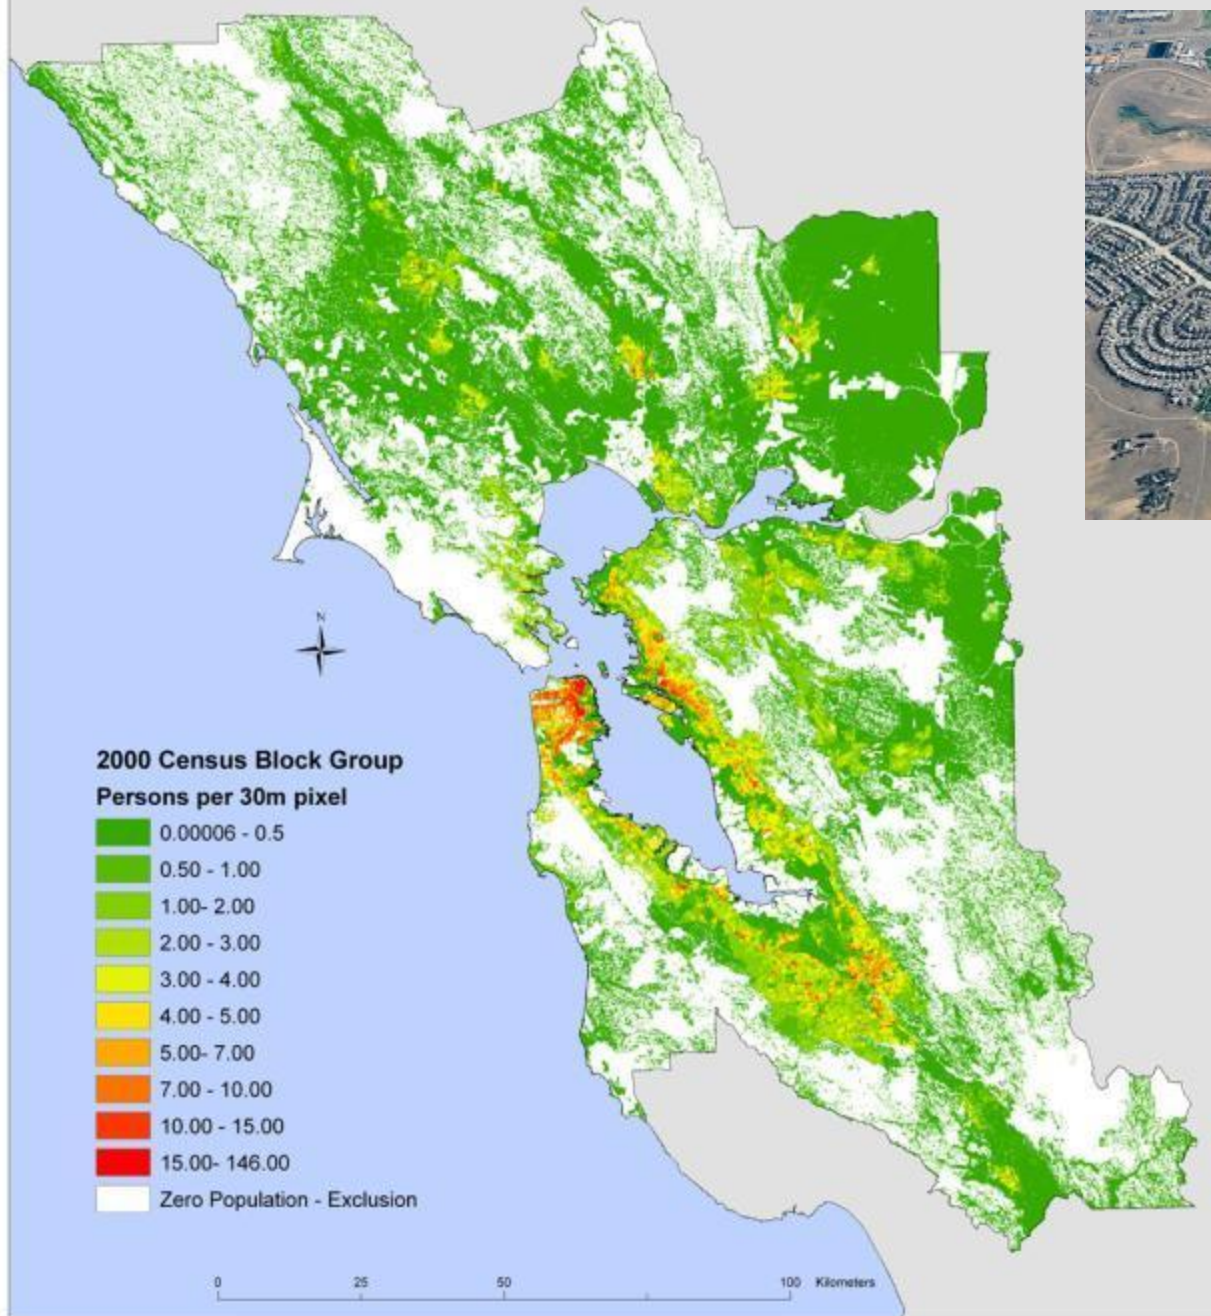 N
2000 Census Block Group
Persons per 30m pixel
0.00006 - 0.5
0.50 - 1.00
1.00- 2.00
2.00 - 3.00
3.00 - 4.00
4.00 - 5.00
5.00- 7.00
7.00 - 10.00
10.00 - 15.00
15.00- 146.00
Zero Population - Exclusion
0 25 50 100 Kilometers